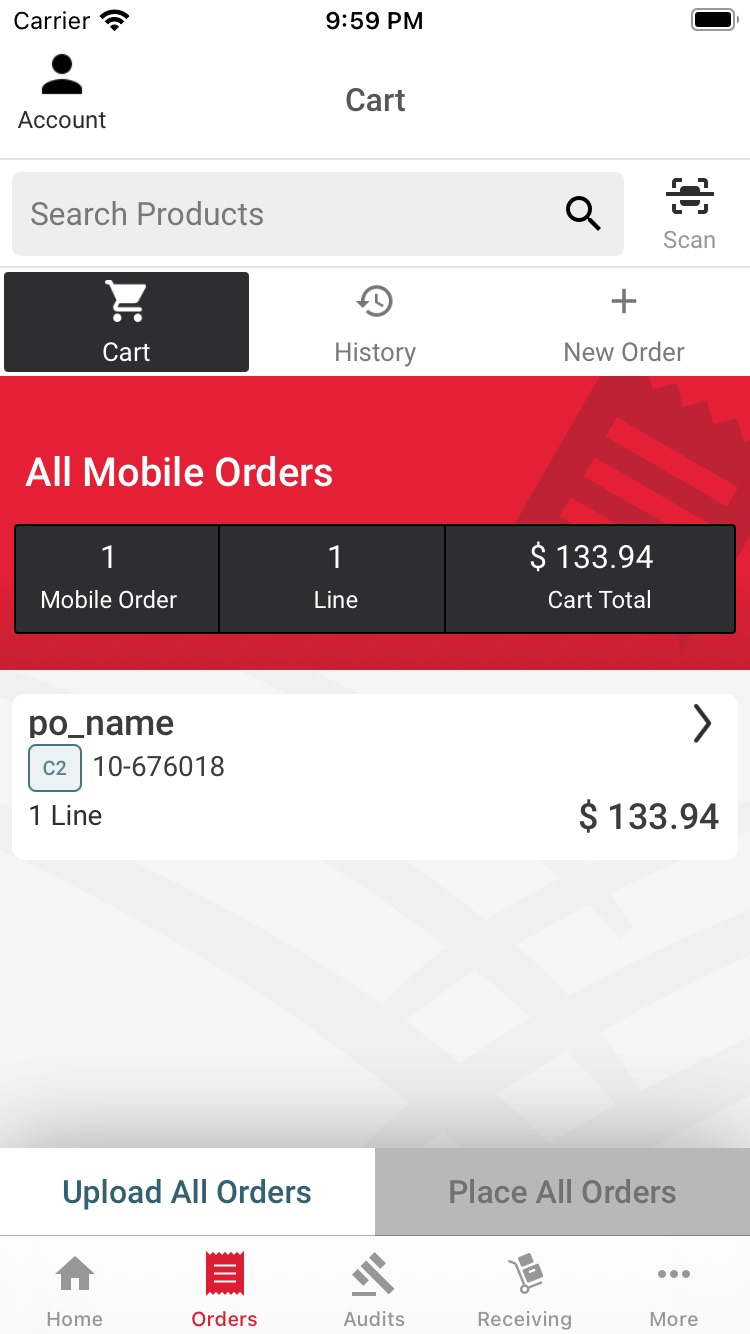 Carrier 9:59 PM
Account
Cart
Search Products
Scan
Cart
History
New Order
All Mobile Orders
1
Mobile Order
1
Line
$ 133.94
Cart Total
po_name
C2 10-676018
1 Line
$ 133.94
Upload All Orders
Place All Orders
Home
Orders
Audits
Receiving
More